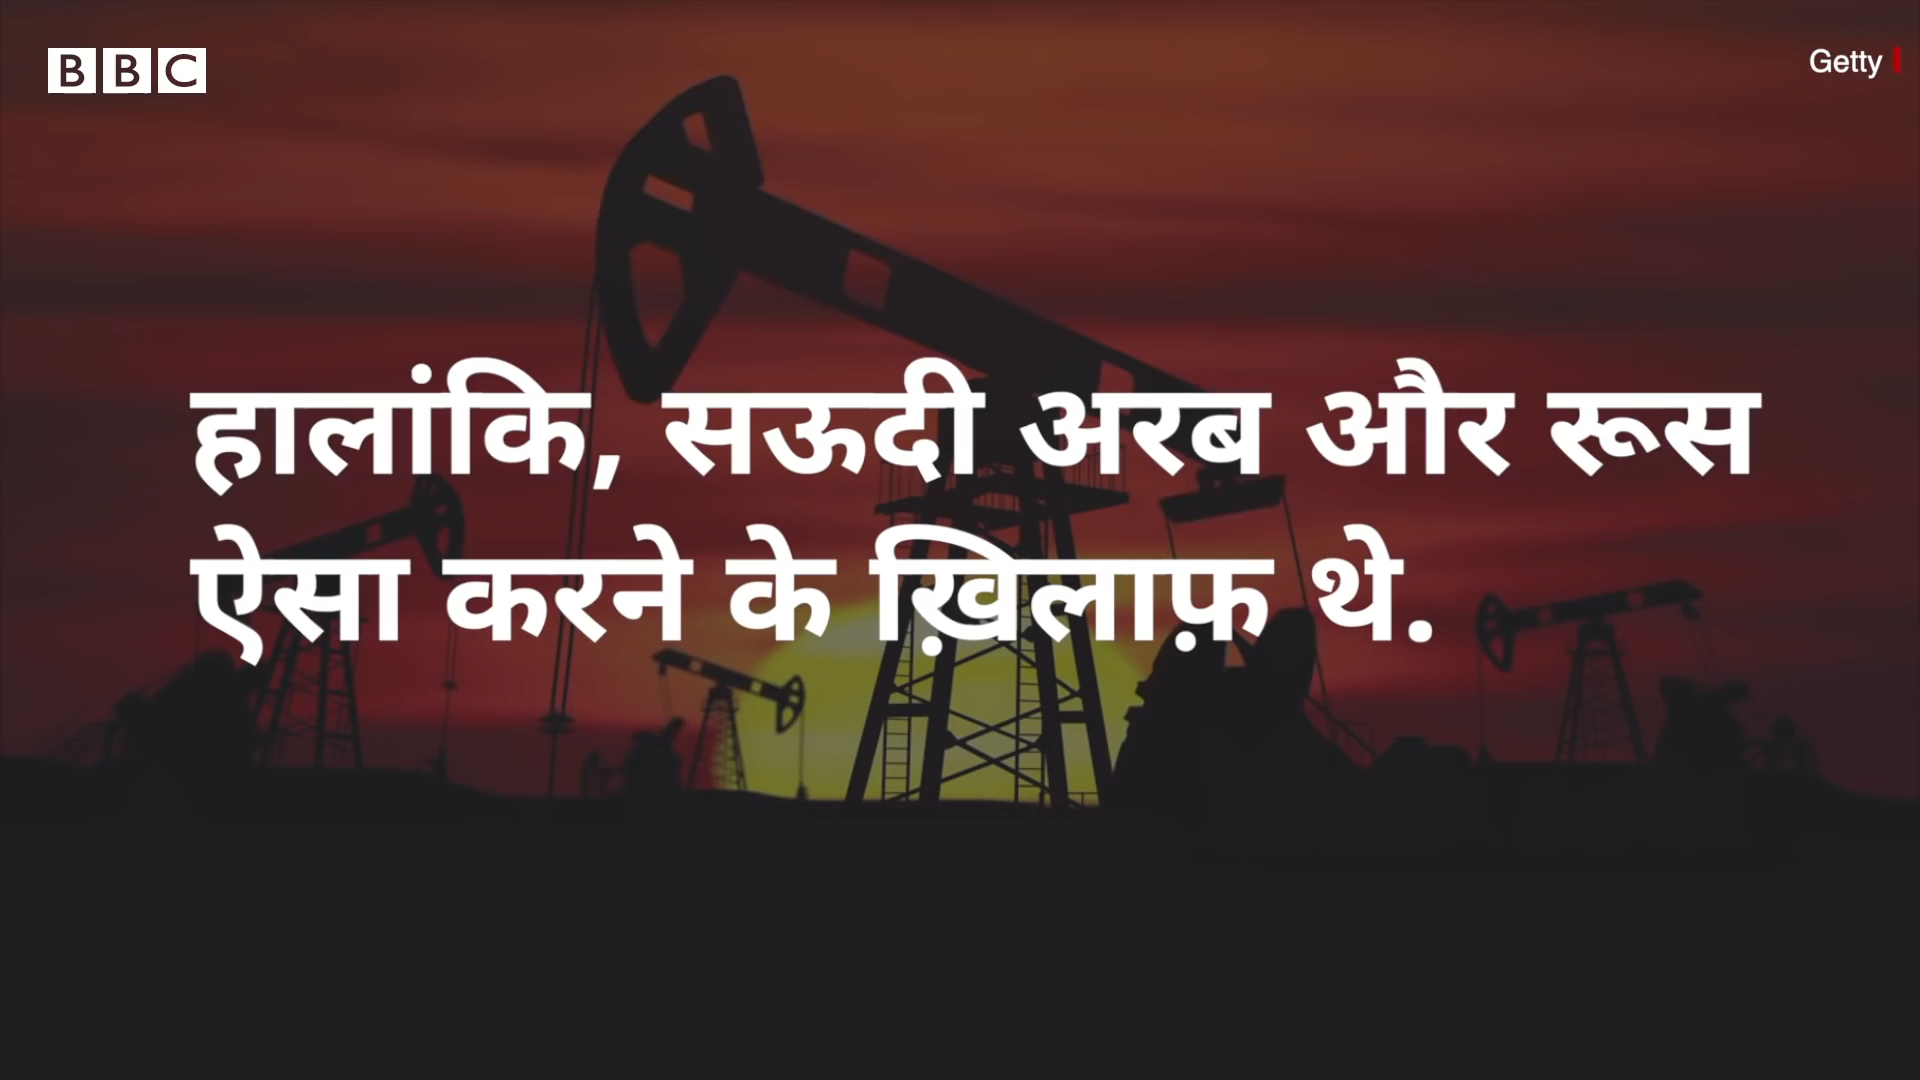 BBC
Getty
हालांकि, सऊदी अरब और रूस
ऐसा करने के ख़िलाफ़ थे.